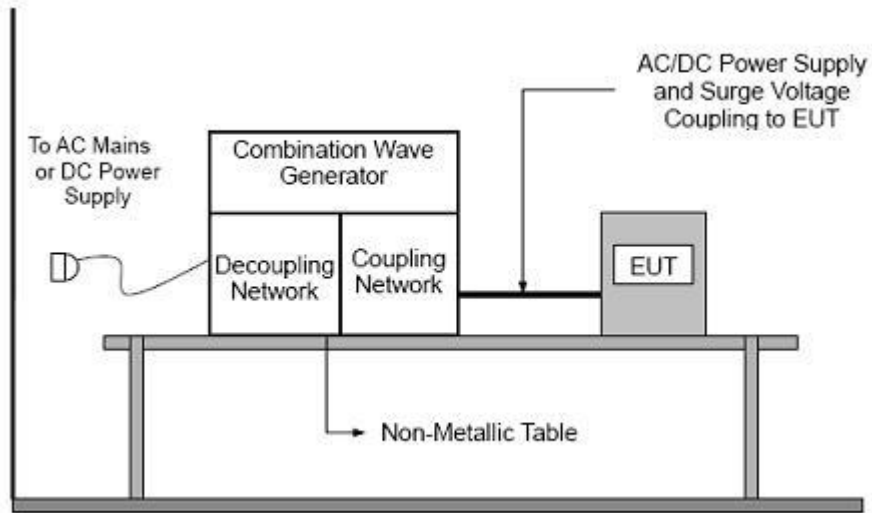 To AC Mains
or DC Power
Supply
Combination Wave
Generator
Decoupling
Network
Coupling
Network
AC/DC Power Supply
and Surge Voltage
Coupling to EUT
EUT
Non-Metallic Table